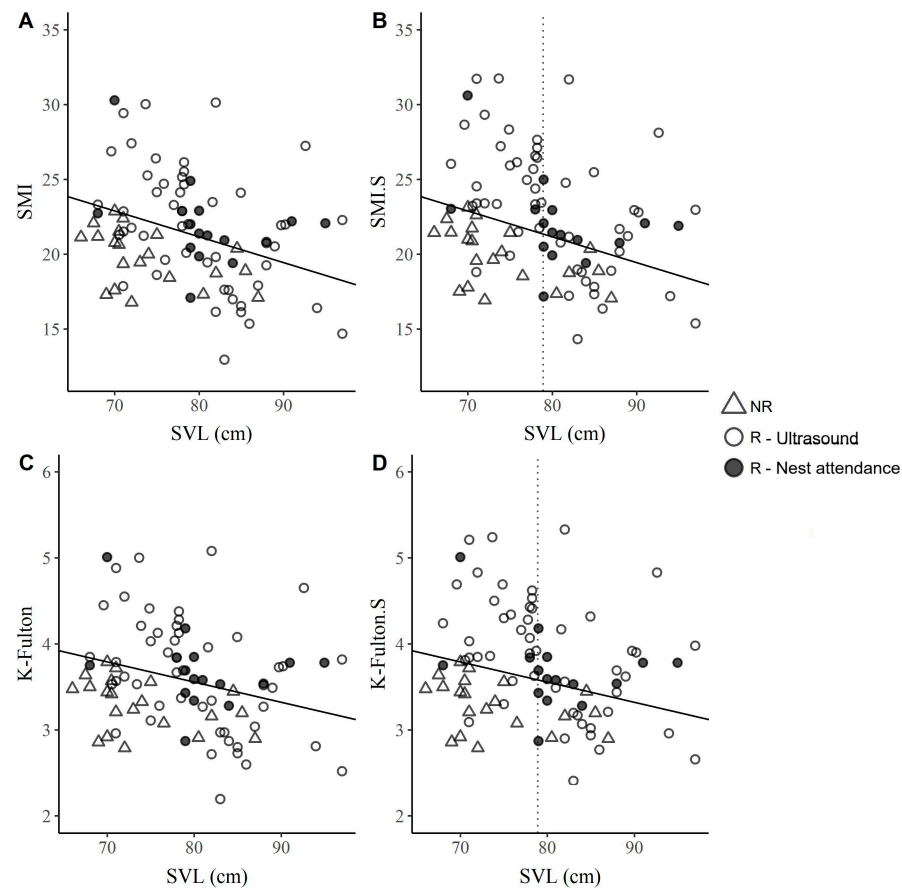 A
35
30
25
20
15
SMI
70 80 90
SVL (cm)
B
35
30
25
20
15
SMI.S
70 80 90
SVL (cm)
NR
R - Ultrasound
R - Nest attendance
C
6
5
4
3
2
K-Fulton
70 80 90
SVL (cm)
D
6
5
4
3
2
K-Fulton.S
70 80 90
SVL (cm)